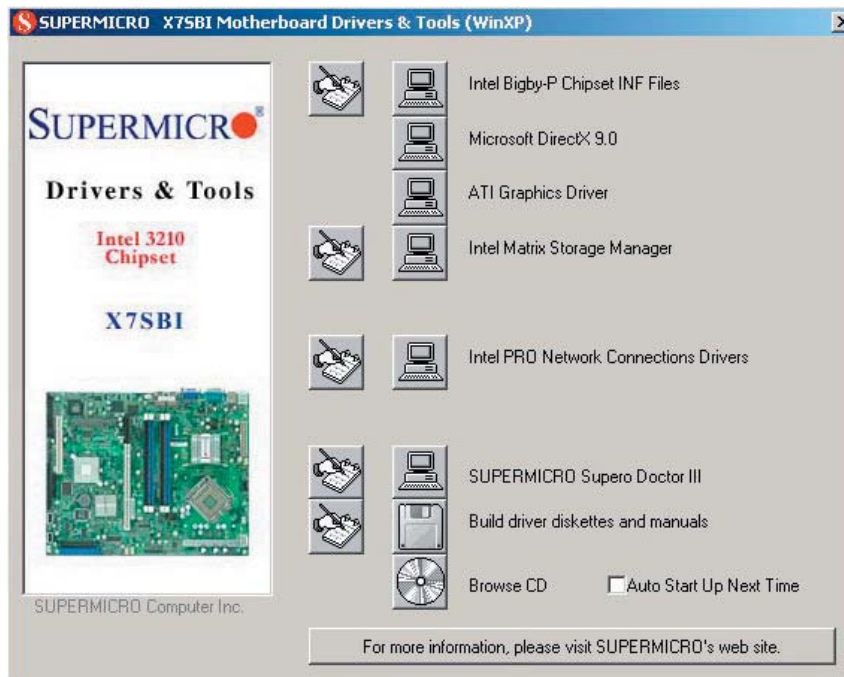 SUPERMICRO X7SBI Motherboard Drivers & Tools (WinXP)
SUPERMICRO®
Drivers & Tools
Intel 3210
Chipset
X7SBI
SUPERMICRO Computer Inc.
Intel Bigby-P Chipset INF Files
Microsoft DirectX 9.0
ATI Graphics Driver
Intel Matrix Storage Manager
Intel PRO Network Connections Drivers
SUPERMICRO Supero Doctor III
Build driver diskettes and manuals
Browse CD
Auto Start Up Next Time
For more information, please visit SUPERMICRO's web site.